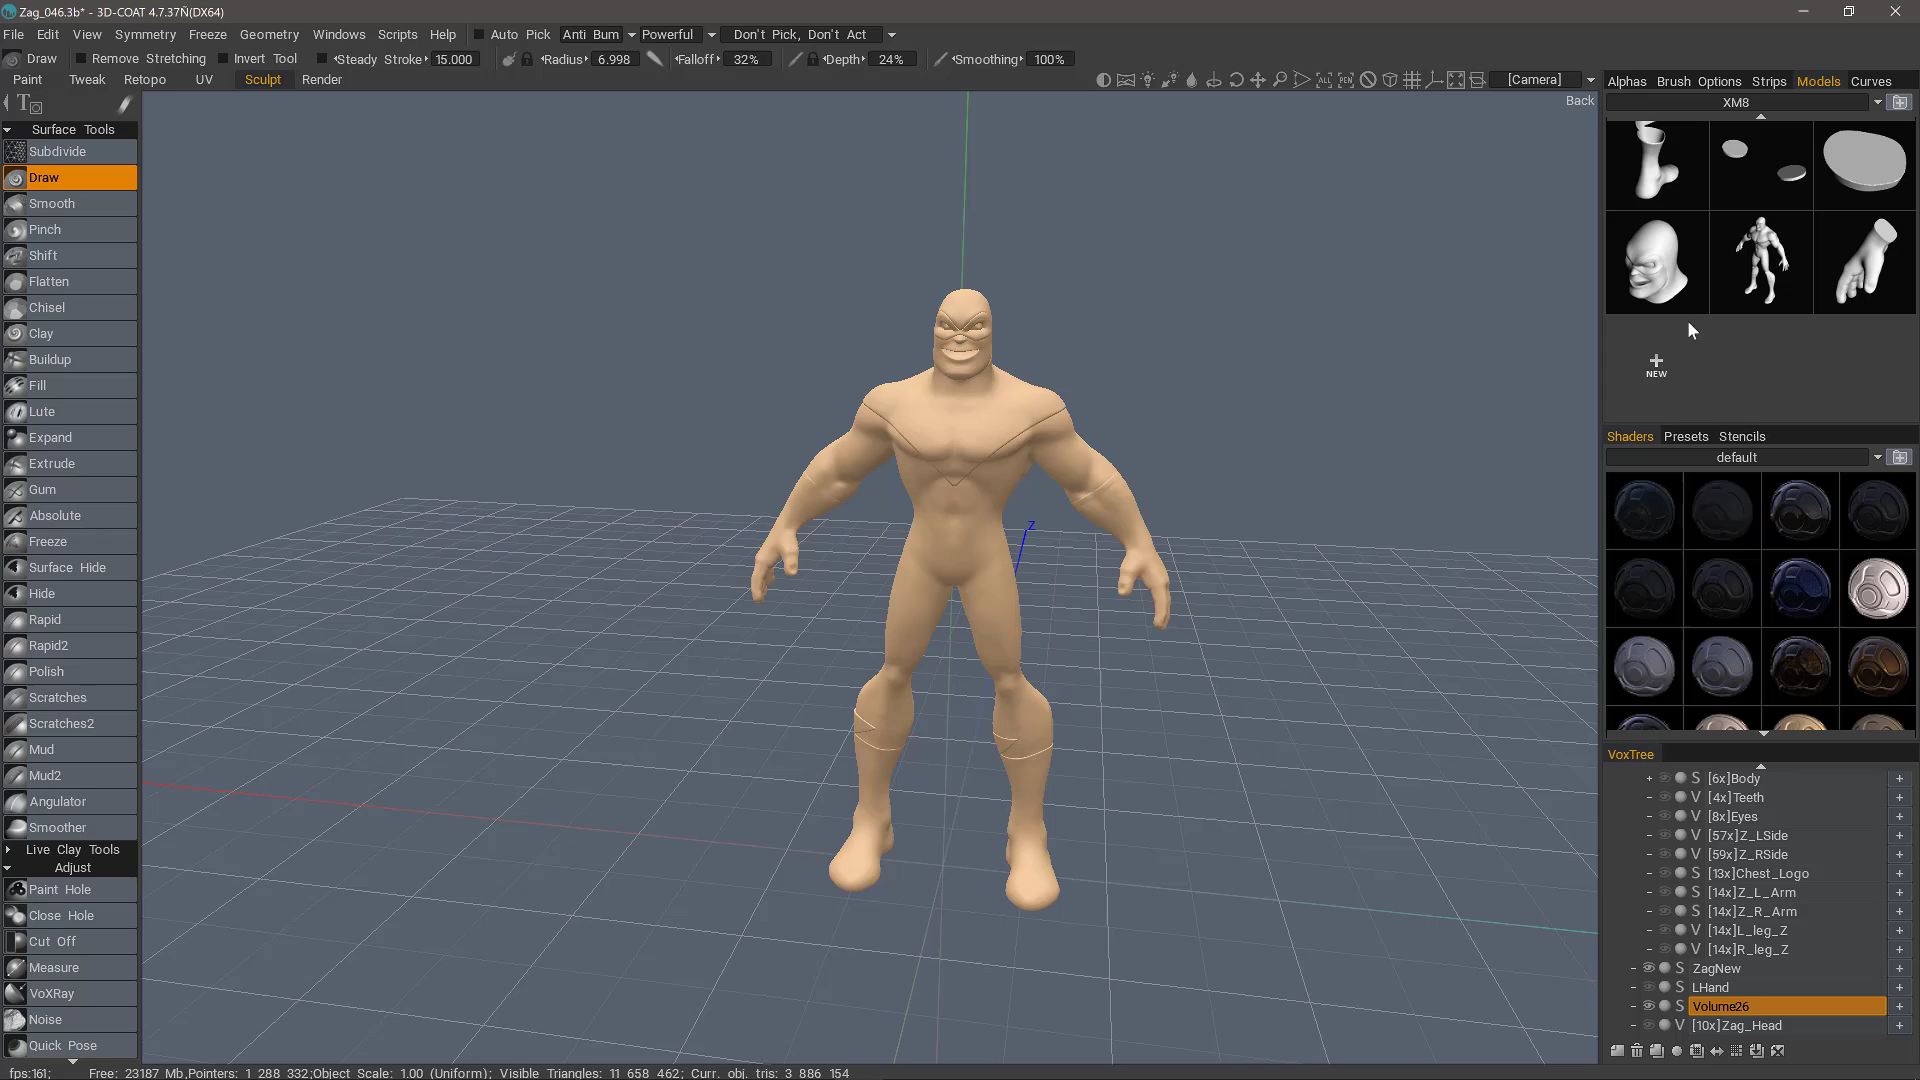 Zag_046.3b* - 3D-COAT 4.7.37Ñ(DX64)
File Edit View Symmetry Freeze Geometry Windows Scripts Help Auto Pick Anti Bum Powerful Don't Pick, Don't Act
Draw Remove Stretching Invert Tool Steady Stroke 15.000 Radius 6.998 Falloff 32% Depth 24% Smoothing 100%
Paint Tweak Retopo UV Sculpt Render ALL PEN [Camera]
Alphas Brush Options Strips Models Curves
XM8
Back
Surface Tools
Subdivide
Draw
Smooth
Pinch
Shift
Flatten
Chisel
Clay
Buildup
Fill
Lute
Expand
Extrude
Gum
Absolute
Freeze
Surface Hide
Hide
Rapid
Rapid2
Polish
Scratches
Scratches2
Mud
Mud2
Angulator
Smoother
Live Clay Tools
Adjust
Paint Hole
Close Hole
Cut Off
Measure
VoXRay
Noise
Quick Pose
Z
NEW
Shaders Presets Stencils
default
VoxTree
+ S [6x]Body +
- V [4x]Teeth +
- V [8x]Eyes +
- V [57x]Z_LSide +
- V [59x]Z_RSide +
- S [13x]Chest_Logo +
- S [14x]Z_L_Arm +
- S [14x]Z_R_Arm +
- V [14x]L_leg_Z +
- V [14x]R_leg_Z +
- S ZagNew +
- S LHand +
- S Volume26 +
- V [10x]Zag_Head +
fps:161; Free: 23187 Mb,Pointers: 1 288 332;Object Scale: 1.00 (Uniform); Visible Triangles: 11 658 462; Curr. obj. tris: 3 886 154